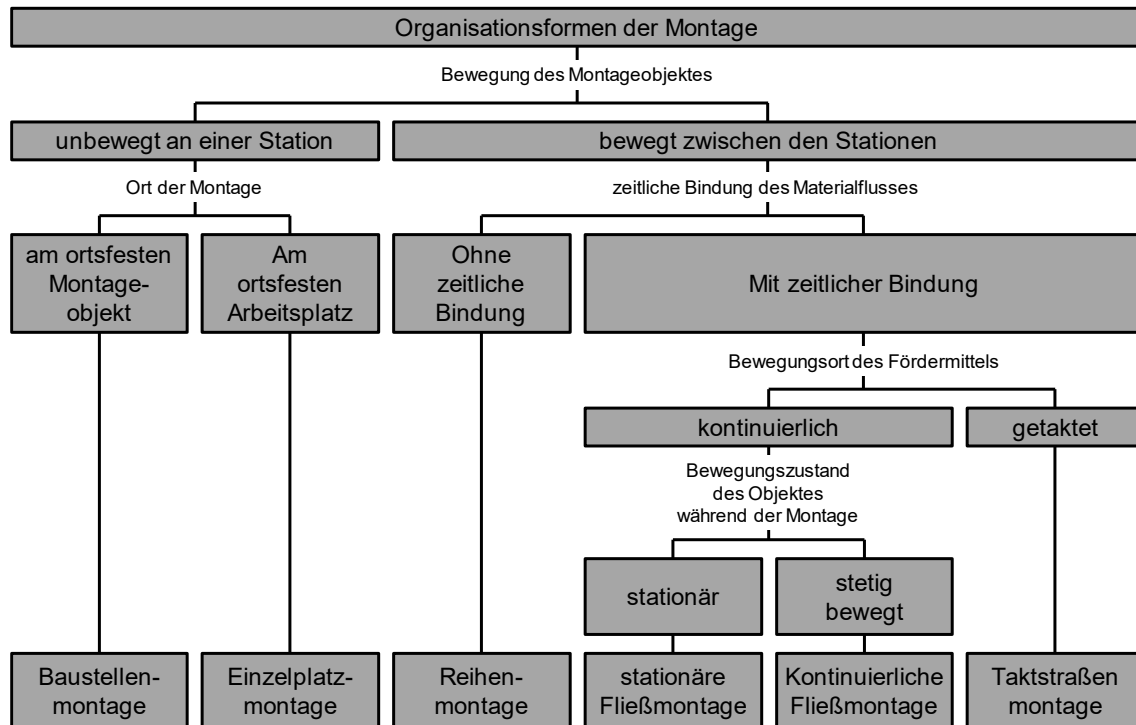 Organisationsformen der Montage
Bewegung des Montageobjektes
unbewegt an einer Station
bewegt zwischen den Stationen
Ort der Montage
zeitliche Bindung des Materialflusses
am ortsfesten
Montage-
objekt
Am
ortsfesten
Arbeitsplatz
Ohne
zeitliche
Bindung
Mit zeitlicher Bindung
Bewegungsort des Fördermittels
kontinuierlich
getaktet
Bewegungszustand
des Objektes
während der Montage
stationär
stetig
bewegt
Baustellen-
montage
Einzelplatz-
montage
Reihen-
montage
stationäre
Fließmontage
Kontinuierliche
Fließmontage
Taktstraßen
montage